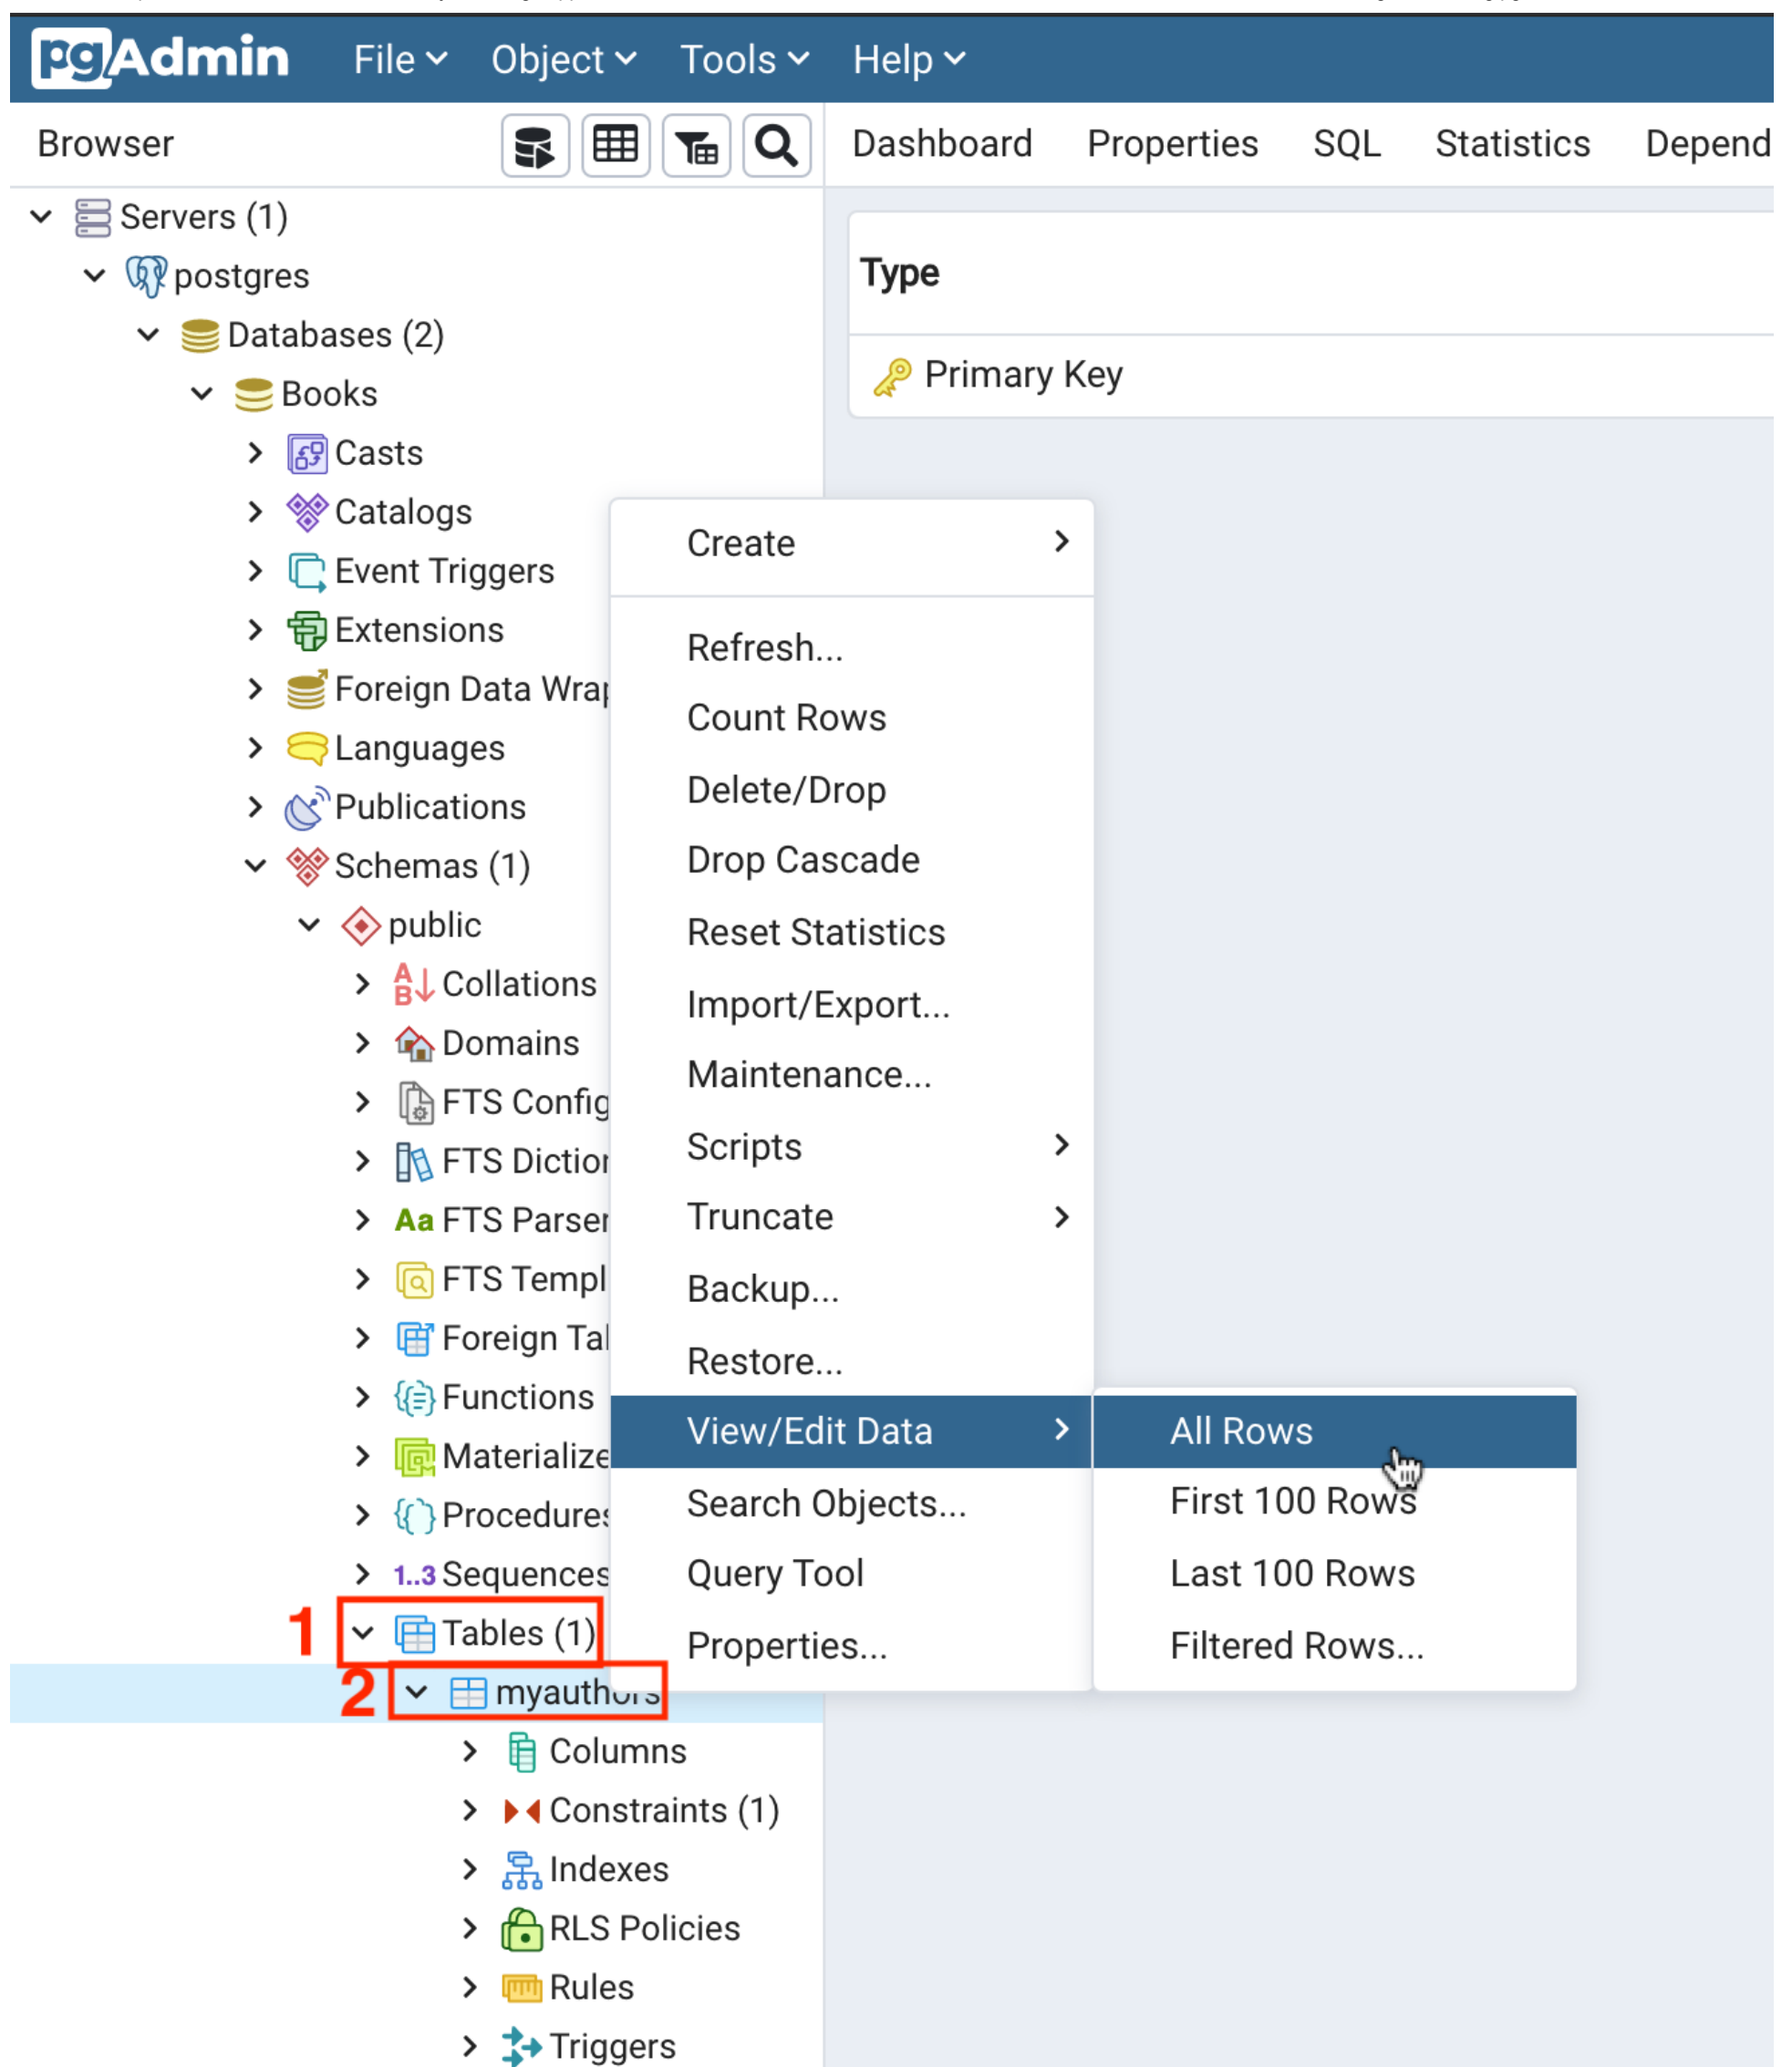 pgAdmin File Object Tools Help
Browser Dashboard Properties SQL Statistics Depend
Servers (1)
postgres
Databases (2)
Books
Casts
Catalogs
Event Triggers
Extensions
Foreign Data Wrap
Languages
Publications
Schemas (1)
public
Collations
Domains
FTS Config
FTS Diction
Aa FTS Parser
FTS Templ
Foreign Tal
Functions
Materialize
Procedures
1..3 Sequences
1 Tables (1)
2 myauthors
Columns
Constraints (1)
Indexes
RLS Policies
Rules
Triggers
Type
Primary Key
Create
Refresh...
Count Rows
Delete/Drop
Drop Cascade
Reset Statistics
Import/Export...
Maintenance...
Scripts
Truncate
Backup...
Restore...
View/Edit Data
Search Objects...
Query Tool
Properties...
All Rows
First 100 Rows
Last 100 Rows
Filtered Rows...